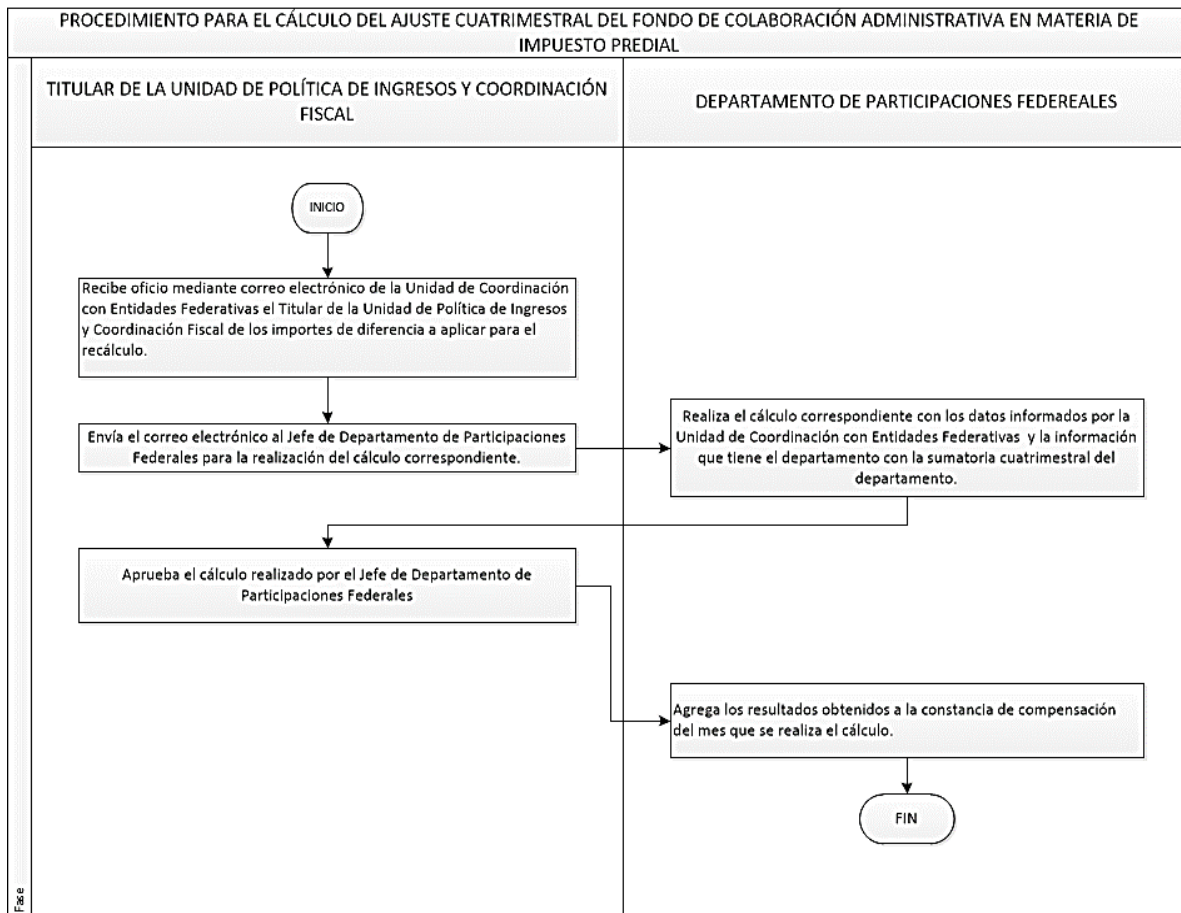 PROCEDIMIENTO PARA EL CÁLCULO DEL AJUSTE CUATRIMESTRAL DEL FONDO DE COLABORACIÓN ADMINISTRATIVA EN MATERIA DE
IMPUESTO PREDIAL
TITULAR DE LA UNIDAD DE POLÍTICA DE INGRESOS Y COORDINACIÓN
FISCAL
DEPARTAMENTO DE PARTICIPACIONES FEDEREALES
INICIO
Recibe oficio mediante correo electrónico de la Unidad de Coordinación
con Entidades Federativas el Titular de la Unidad de Política de Ingresos
y Coordinación Fiscal de los importes de diferencia a aplicar para el
recálculo.
Envía el correo electrónico al Jefe de Departamento de Participaciones
Federales para la realización del cálculo correspondiente.
Realiza el cálculo correspondiente con los datos informados por la
Unidad de Coordinación con Entidades Federativas y la información
que tiene el departamento con la sumatoria cuatrimestral del
departamento.
Aprueba el cálculo realizado por el Jefe de Departamento de
Participaciones Federales
Agrega los resultados obtenidos a la constancia de compensación
del mes que se realiza el cálculo.
FIN
Fase